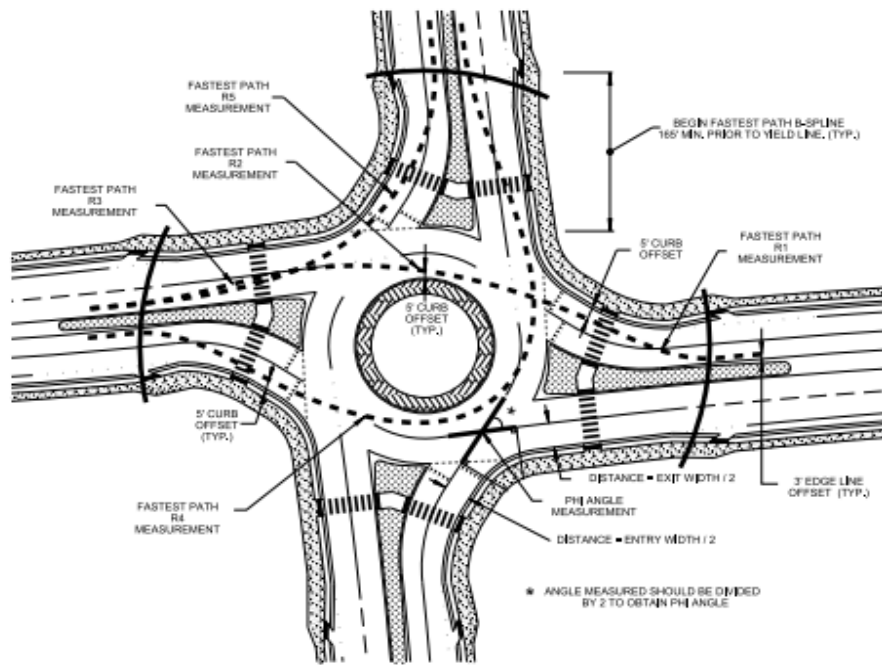 FASTEST PATH
R5
MEASUREMENT
FASTEST PATH
R2
MEASUREMENT
FASTEST PATH
R3
MEASUREMENT
BEGIN FASTEST PATH B-SPLINE
165' MIN. PRIOR TO YIELD LINE. (TYP.)
5' CURB
OFFSET
FASTEST PATH
R1
MEASUREMENT
5' CURB
OFFSET
(TYP.)
5' CURB
OFFSET
(TYP.)
*
FASTEST PATH
R4
MEASUREMENT
DISTANCE = EXIT WIDTH / 2
PHI ANGLE
MEASUREMENT
3' EDGE LINE
OFFSET (TYP.)
DISTANCE = ENTRY WIDTH / 2
* ANGLE MEASURED SHOULD BE DIVIDED
BY 2 TO OBTAIN PHI ANGLE